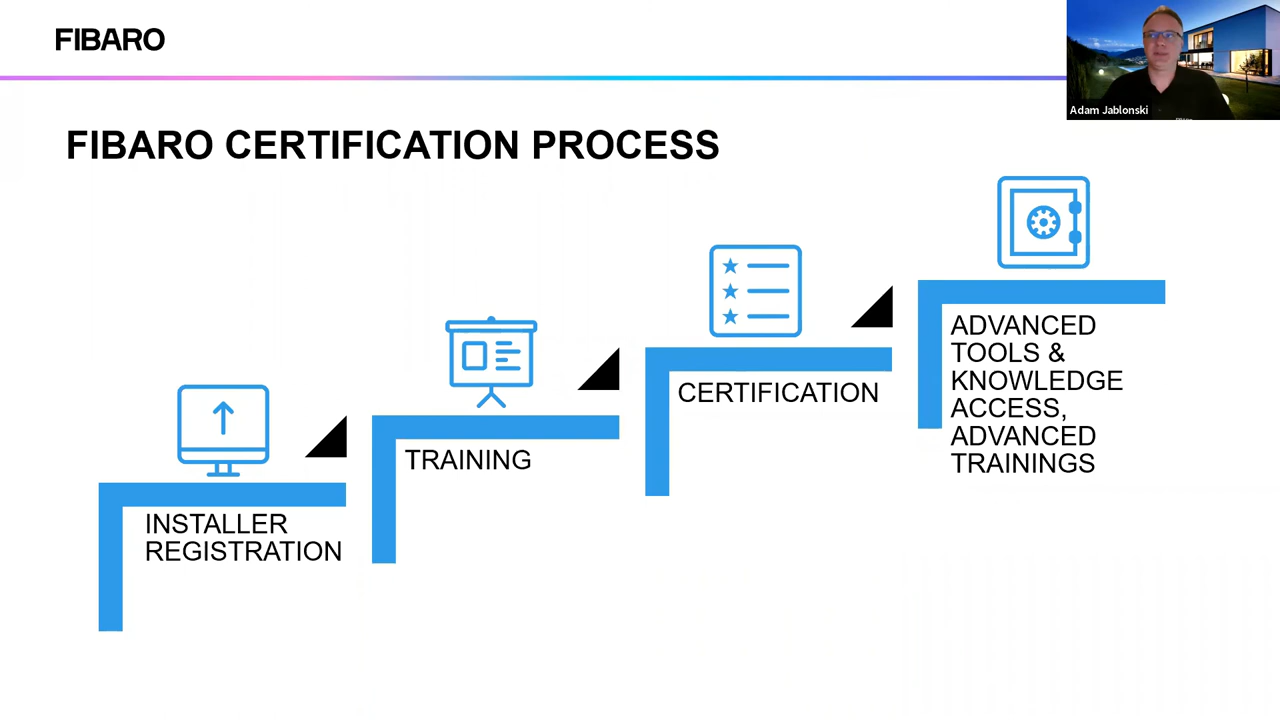 FIBARO
Adam Jablonski
FIBARO CERTIFICATION PROCESS
INSTALLER
REGISTRATION
TRAINING
CERTIFICATION
ADVANCED
TOOLS &
KNOWLEDGE
ACCESS,
ADVANCED
TRAININGS